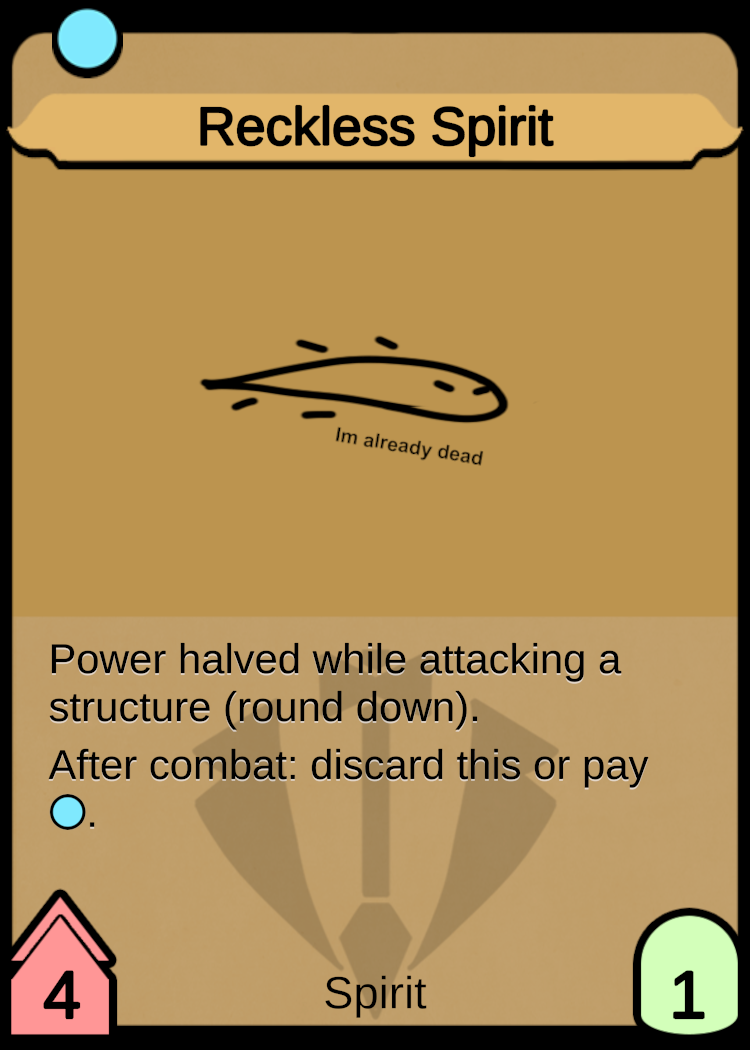 Reckless Spirit
Im already dead
Power halved while attacking a
structure (round down).
After combat: discard this or pay
.
4
Spirit
1